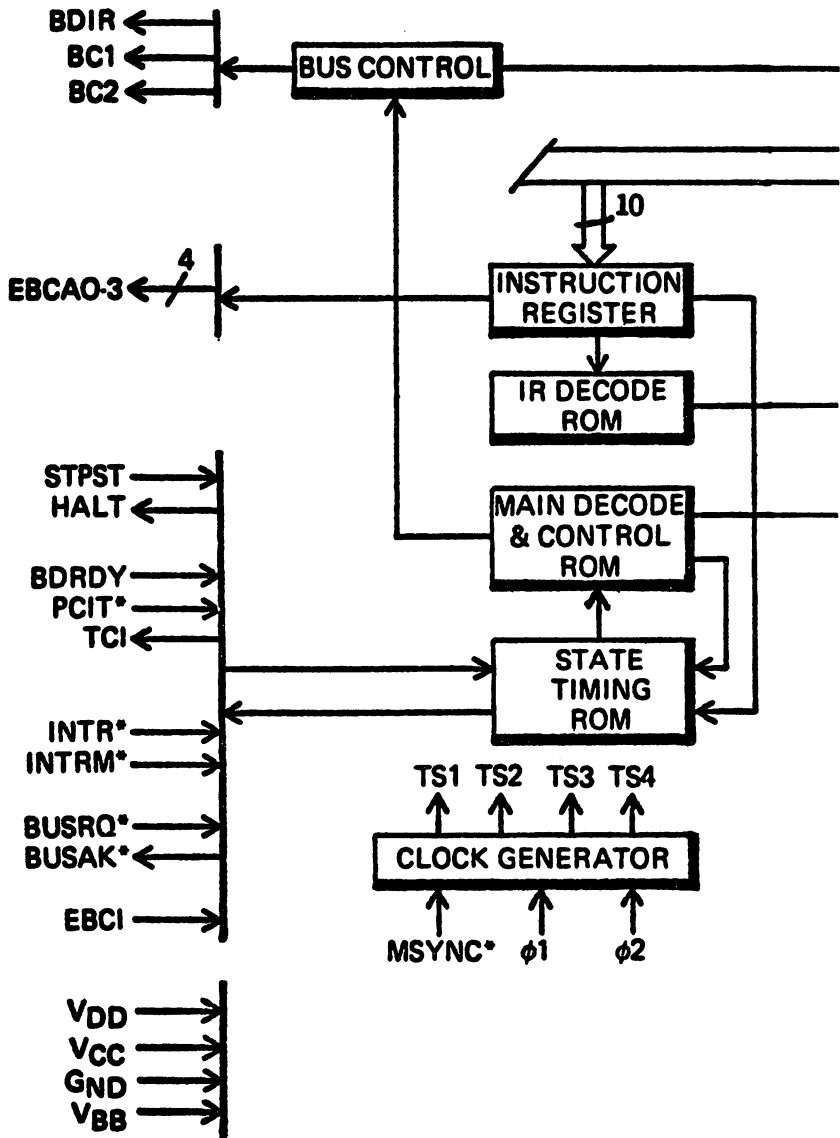 BDIR
BC1
BC2
BUS CONTROL
10
4
EBCAO-3
INSTRUCTION
REGISTER
IR DECODE
ROM
STPST
HALT
MAIN DECODE
& CONTROL
ROM
BDRDY
PCIT*
TCI
STATE
TIMING
ROM
INTR*
INTRM*
TS1 TS2 TS3 TS4
BUSRQ*
BUSAK*
CLOCK GENERATOR
EBCI
MSYNC* ϕ1 ϕ2
VDD
VCC
GND
VBB